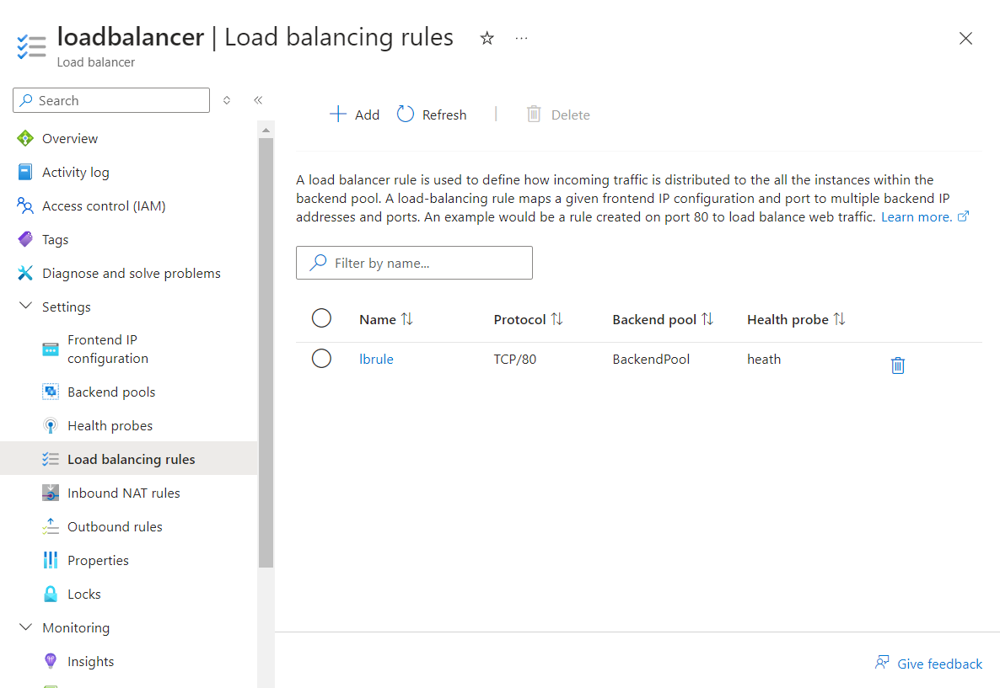 loadbalancer | Load balancing rules
Load balancer
Search
Overview
Activity log
Access control (IAM)
Tags
Diagnose and solve problems
Settings
Frontend IP
configuration
Backend pools
Health probes
Load balancing rules
Inbound NAT rules
Outbound rules
Properties
Locks
Monitoring
Insights
Add Refresh | Delete
A load balancer rule is used to define how incoming traffic is distributed to the all the instances within the
backend pool. A load-balancing rule maps a given frontend IP configuration and port to multiple backend IP
addresses and ports. An example would be a rule created on port 80 to load balance web traffic. Learn more.
Filter by name...
Name Protocol Backend pool Health probe
lbrule TCP/80 BackendPool heath
Give feedback